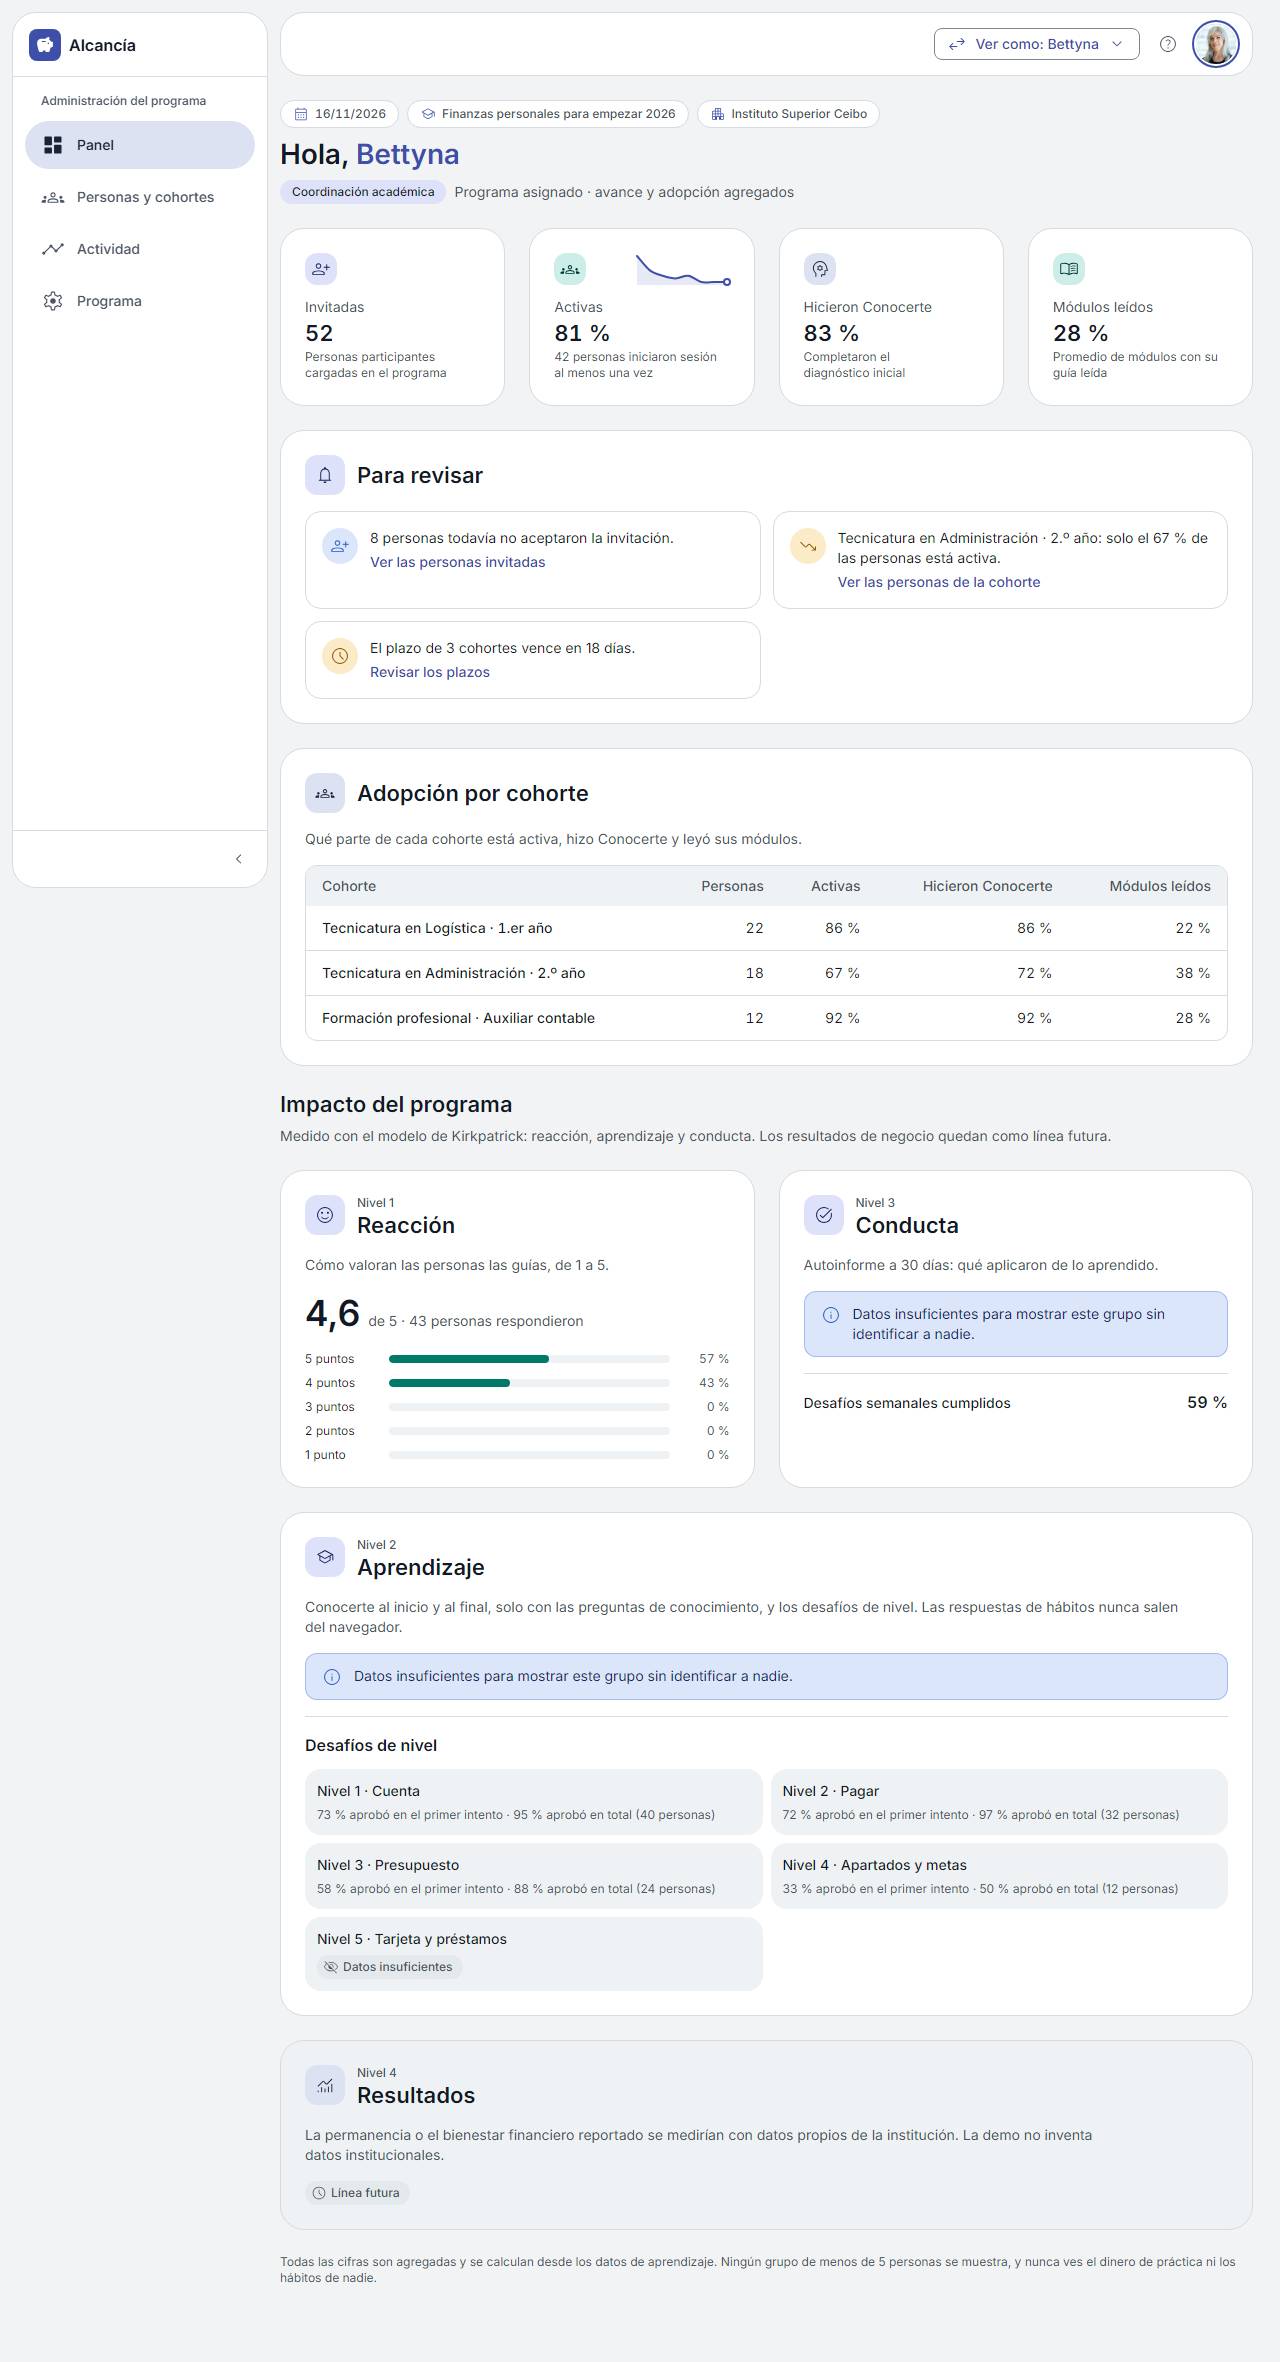 Alcancía
Ver como: Bettyna
Administración del programa
Panel
Personas y cohortes
Actividad
Programa
16/11/2026
Finanzas personales para empezar 2026
Instituto Superior Ceibo
Hola, Bettyna
Coordinación académica
Programa asignado · avance y adopción agregados
Invitadas
52
Personas participantes
cargadas en el programa
Activas
81 %
42 personas iniciaron sesión
al menos una vez
Hicieron Conocerte
83 %
Completaron el
diagnóstico inicial
Módulos leídos
28 %
Promedio de módulos con su
guía leída
Para revisar
8 personas todavía no aceptaron la invitación.
Ver las personas invitadas
Tecnicatura en Administración · 2.º año: solo el 67 % de
las personas está activa.
Ver las personas de la cohorte
El plazo de 3 cohortes vence en 18 días.
Revisar los plazos
Adopción por cohorte
Qué parte de cada cohorte está activa, hizo Conocerte y leyó sus módulos.
Cohorte Personas Activas Hicieron Conocerte Módulos leídos
Tecnicatura en Logística · 1.er año 22 86 % 86 % 22 %
Tecnicatura en Administración · 2.º año 18 67 % 72 % 38 %
Formación profesional · Auxiliar contable 12 92 % 92 % 28 %
Impacto del programa
Medido con el modelo de Kirkpatrick: reacción, aprendizaje y conducta. Los resultados de negocio quedan como línea futura.
Nivel 1
Reacción
Cómo valoran las personas las guías, de 1 a 5.
4,6 de 5 · 43 personas respondieron
5 puntos 57 %
4 puntos 43 %
3 puntos 0 %
2 puntos 0 %
1 punto 0 %
Nivel 3
Conducta
Autoinforme a 30 días: qué aplicaron de lo aprendido.
Datos insuficientes para mostrar este grupo sin
identificar a nadie.
Desafíos semanales cumplidos 59 %
Nivel 2
Aprendizaje
Conocerte al inicio y al final, solo con las preguntas de conocimiento, y los desafíos de nivel. Las respuestas de hábitos nunca salen
del navegador.
Datos insuficientes para mostrar este grupo sin identificar a nadie.
Desafíos de nivel
Nivel 1 · Cuenta
73 % aprobó en el primer intento · 95 % aprobó en total (40 personas)
Nivel 2 · Pagar
72 % aprobó en el primer intento · 97 % aprobó en total (32 personas)
Nivel 3 · Presupuesto
58 % aprobó en el primer intento · 88 % aprobó en total (24 personas)
Nivel 4 · Apartados y metas
33 % aprobó en el primer intento · 50 % aprobó en total (12 personas)
Nivel 5 · Tarjeta y préstamos
Datos insuficientes
Nivel 4
Resultados
La permanencia o el bienestar financiero reportado se medirían con datos propios de la institución. La demo no inventa
datos institucionales.
Línea futura
Todas las cifras son agregadas y se calculan desde los datos de aprendizaje. Ningún grupo de menos de 5 personas se muestra, y nunca ves el dinero de práctica ni los
hábitos de nadie.